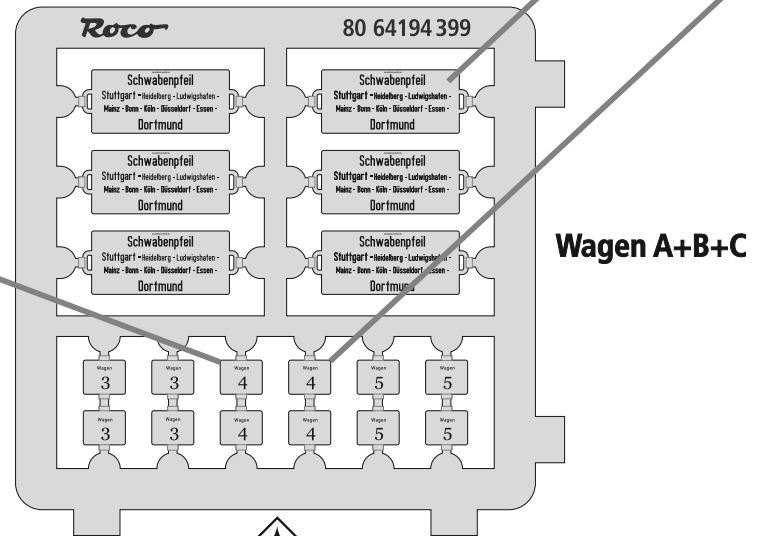 Roco 80 64194 399
Schwabenpfeil
Stuttgart - Heidelberg - Ludwigshafen -
Mainz - Bonn - Köln - Düsseldorf - Essen -
Dortmund
Schwabenpfeil
Stuttgart - Heidelberg - Ludwigshafen -
Mainz - Bonn - Köln - Düsseldorf - Essen -
Dortmund
Schwabenpfeil
Stuttgart - Heidelberg - Ludwigshafen -
Mainz - Bonn - Köln - Düsseldorf - Essen -
Dortmund
Schwabenpfeil
Stuttgart - Heidelberg - Ludwigshafen -
Mainz - Bonn - Köln - Düsseldorf - Essen -
Dortmund
Schwabenpfeil
Stuttgart - Heidelberg - Ludwigshafen -
Mainz - Bonn - Köln - Düsseldorf - Essen -
Dortmund
Schwabenpfeil
Stuttgart - Heidelberg - Ludwigshafen -
Mainz - Bonn - Köln - Düsseldorf - Essen -
Dortmund
Wagen A+B+C
Wagen Wagen Wagen Wagen Wagen Wagen
3 3 4 4 5 5
Wagen Wagen Wagen Wagen Wagen Wagen
3 3 4 4 5 5